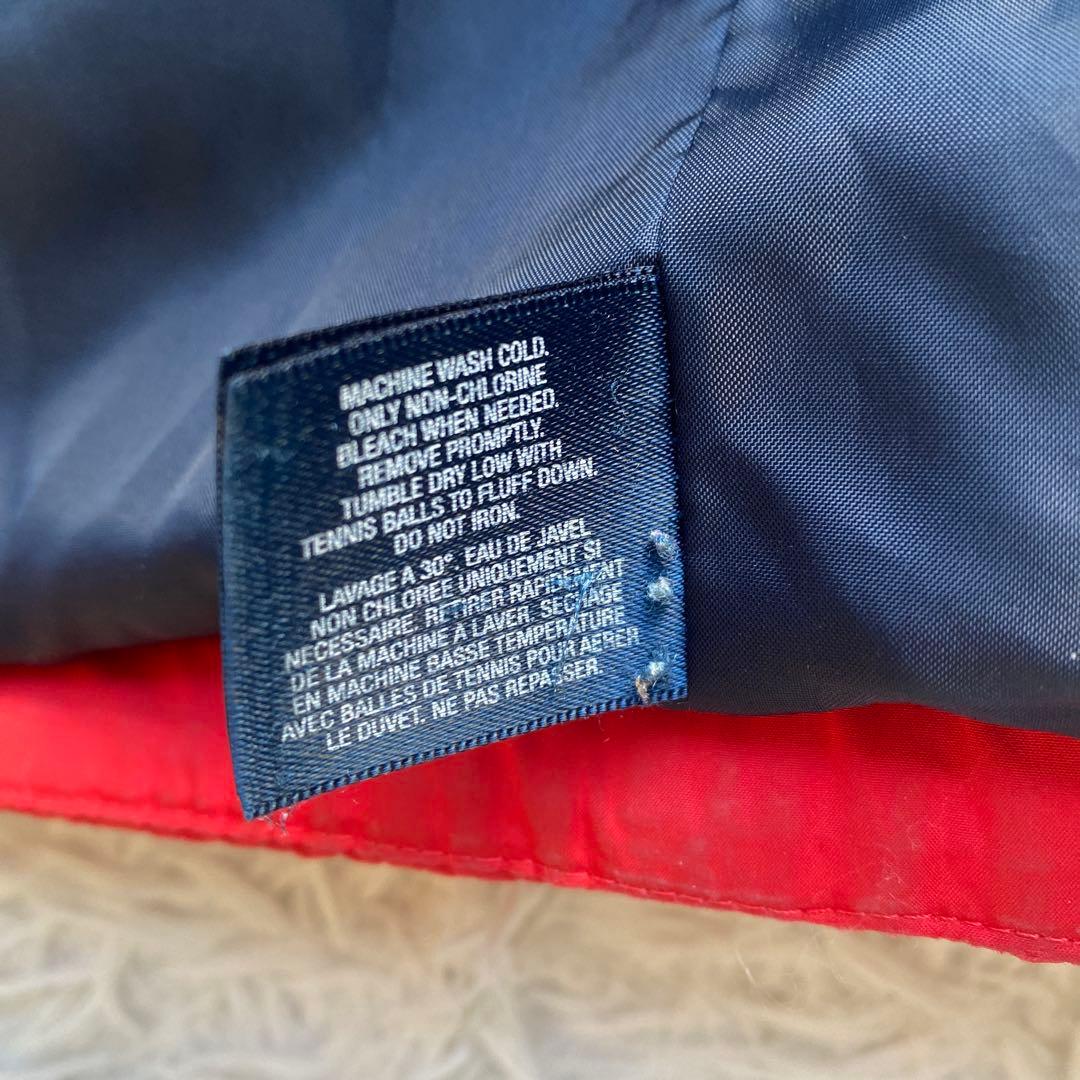 MACHINE WASH COLD.
ONLY NON-CHLORINE
BLEACH WHEN NEEDED.
REMOVE PROMPTLY.
TUMBLE DRY LOW WITH
TENNIS BALLS TO FLUFF DOWN.
DO NOT IRON.
LAVAGE A 30°. EAU DE JAVEL
NON CHLOREE UNIQUEMENT SI
NECESSAIRE. RETIRER RAPIDEMENT
DE LA MACHINE À LAVER. SECHAGE
EN MACHINE BASSE TEMPERATURE
AVEC BALLES DE TENNIS POUR AERER
LE DUVET. NE PAS REPASSER.